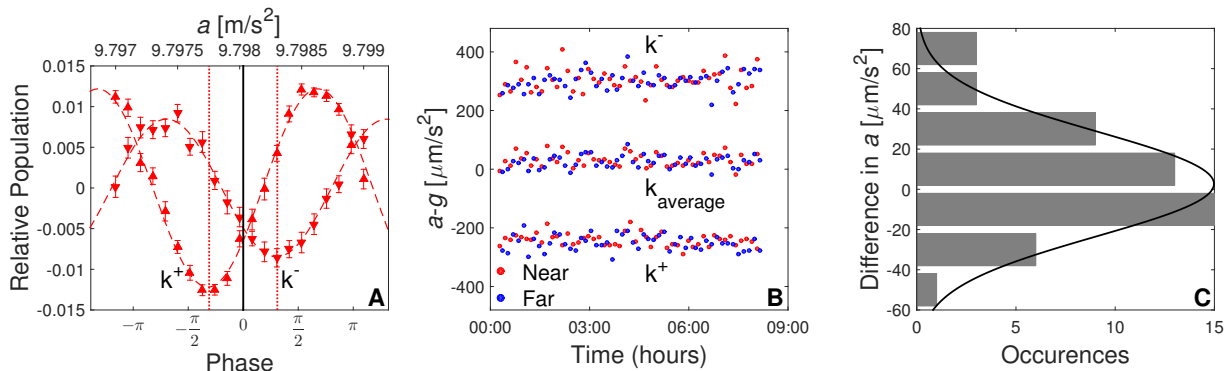 a [m/s²]
9.797 9.7975 9.798 9.7985 9.799
0.015
0.01
0.005
0
-0.005
-0.01
-0.015
Relative Population
k⁺
k⁻
A
−π −π/2 0 π/2 π
Phase
400
200
0
-200
-400
a-g [μm/s²]
k⁻
k_average
k⁺
Near
Far
B
00:00 03:00 06:00 09:00
Time (hours)
80
60
40
20
0
-20
-40
-60
Difference in a [μm/s²]
C
0 5 10 15
Occurences